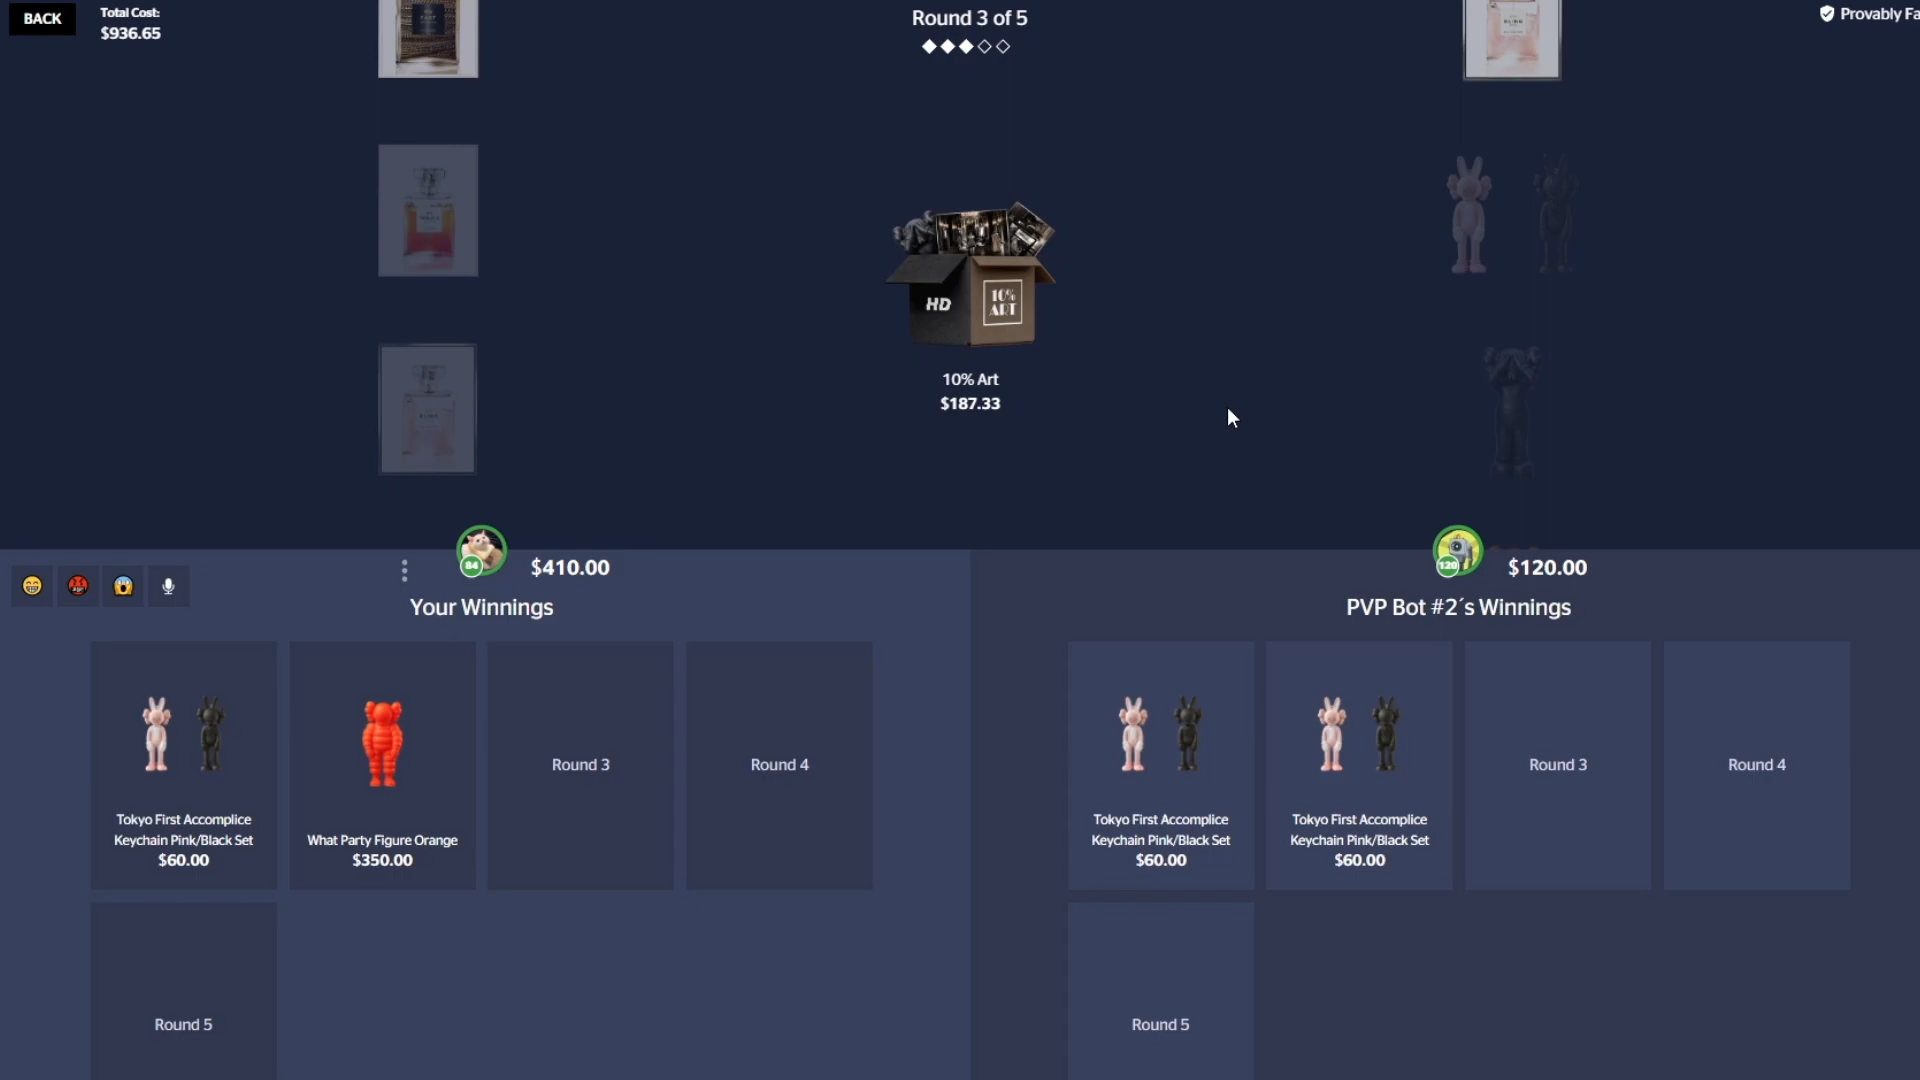 BACK
Total Cost:
$936.65
Round 3 of 5
Provably Fa
HD
10%
ART
10% Art
$187.33
84
$410.00
120
$120.00
Your Winnings
PVP Bot #2´s Winnings
Tokyo First Accomplice
Keychain Pink/Black Set
$60.00
What Party Figure Orange
$350.00
Round 3
Round 4
Tokyo First Accomplice
Keychain Pink/Black Set
$60.00
Tokyo First Accomplice
Keychain Pink/Black Set
$60.00
Round 3
Round 4
Round 5
Round 5